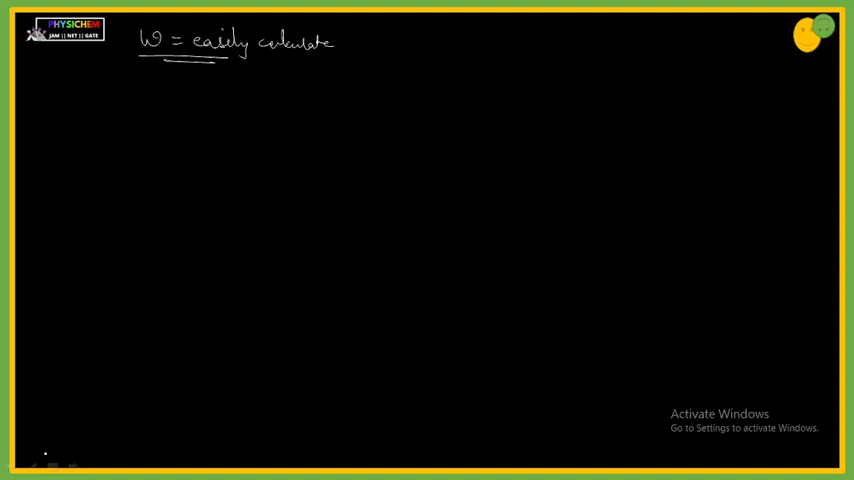 PHYSICHEM
JAM || NET || GATE
W = easily calculate
Activate Windows
Go to Settings to activate Windows.